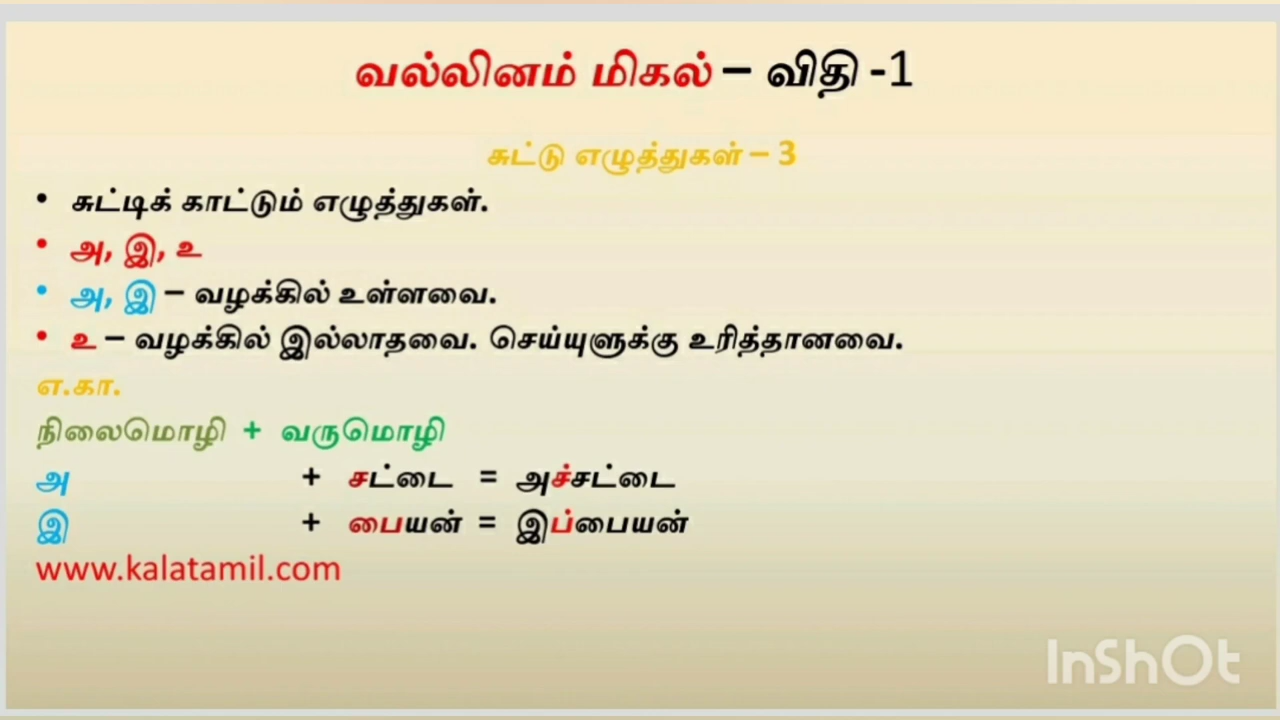 வல்லினம் மிகல் – விதி -1
சுட்டு எழுத்துகள் – 3
• சுட்டிக் காட்டும் எழுத்துகள்.
• அ, இ, உ
• அ, இ – வழக்கில் உள்ளவை.
• உ – வழக்கில் இல்லாதவை. செய்யுளுக்கு உரித்தானவை.
எ.கா.
நிலைமொழி + வருமொழி
அ + சட்டை = அச்சட்டை
இ + பையன் = இப்பையன்
www.kalatamil.com
InShOt